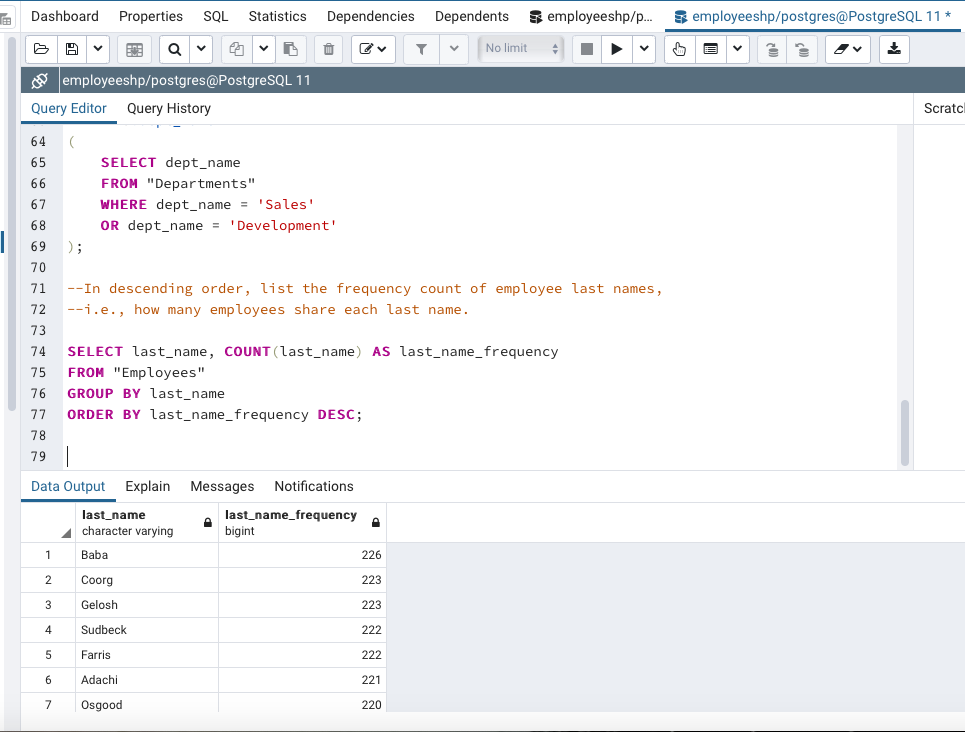 Dashboard Properties SQL Statistics Dependencies Dependents employeeshp/p... employeeshp/postgres@PostgreSQL 11 *
No limit
employeeshp/postgres@PostgreSQL 11
Query Editor Query History Scratc
64 (
65 SELECT dept_name
66 FROM "Departments"
67 WHERE dept_name = 'Sales'
68 OR dept_name = 'Development'
69 );
70
71 --In descending order, list the frequency count of employee last names,
72 --i.e., how many employees share each last name.
73
74 SELECT last_name, COUNT(last_name) AS last_name_frequency
75 FROM "Employees"
76 GROUP BY last_name
77 ORDER BY last_name_frequency DESC;
78
79
Data Output Explain Messages Notifications
last_name last_name_frequency
character varying bigint
1 Baba 226
2 Coorg 223
3 Gelosh 223
4 Sudbeck 222
5 Farris 222
6 Adachi 221
7 Osgood 220